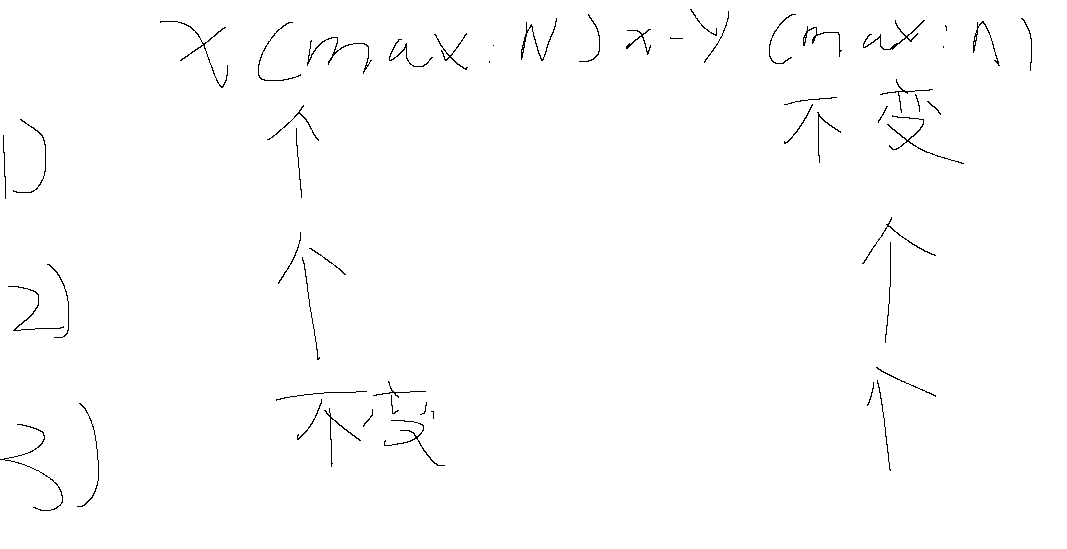 x (max: N) x-y (max: n)
1) ↑ 不变
2) ↑ ↑
3) 不变 ↑